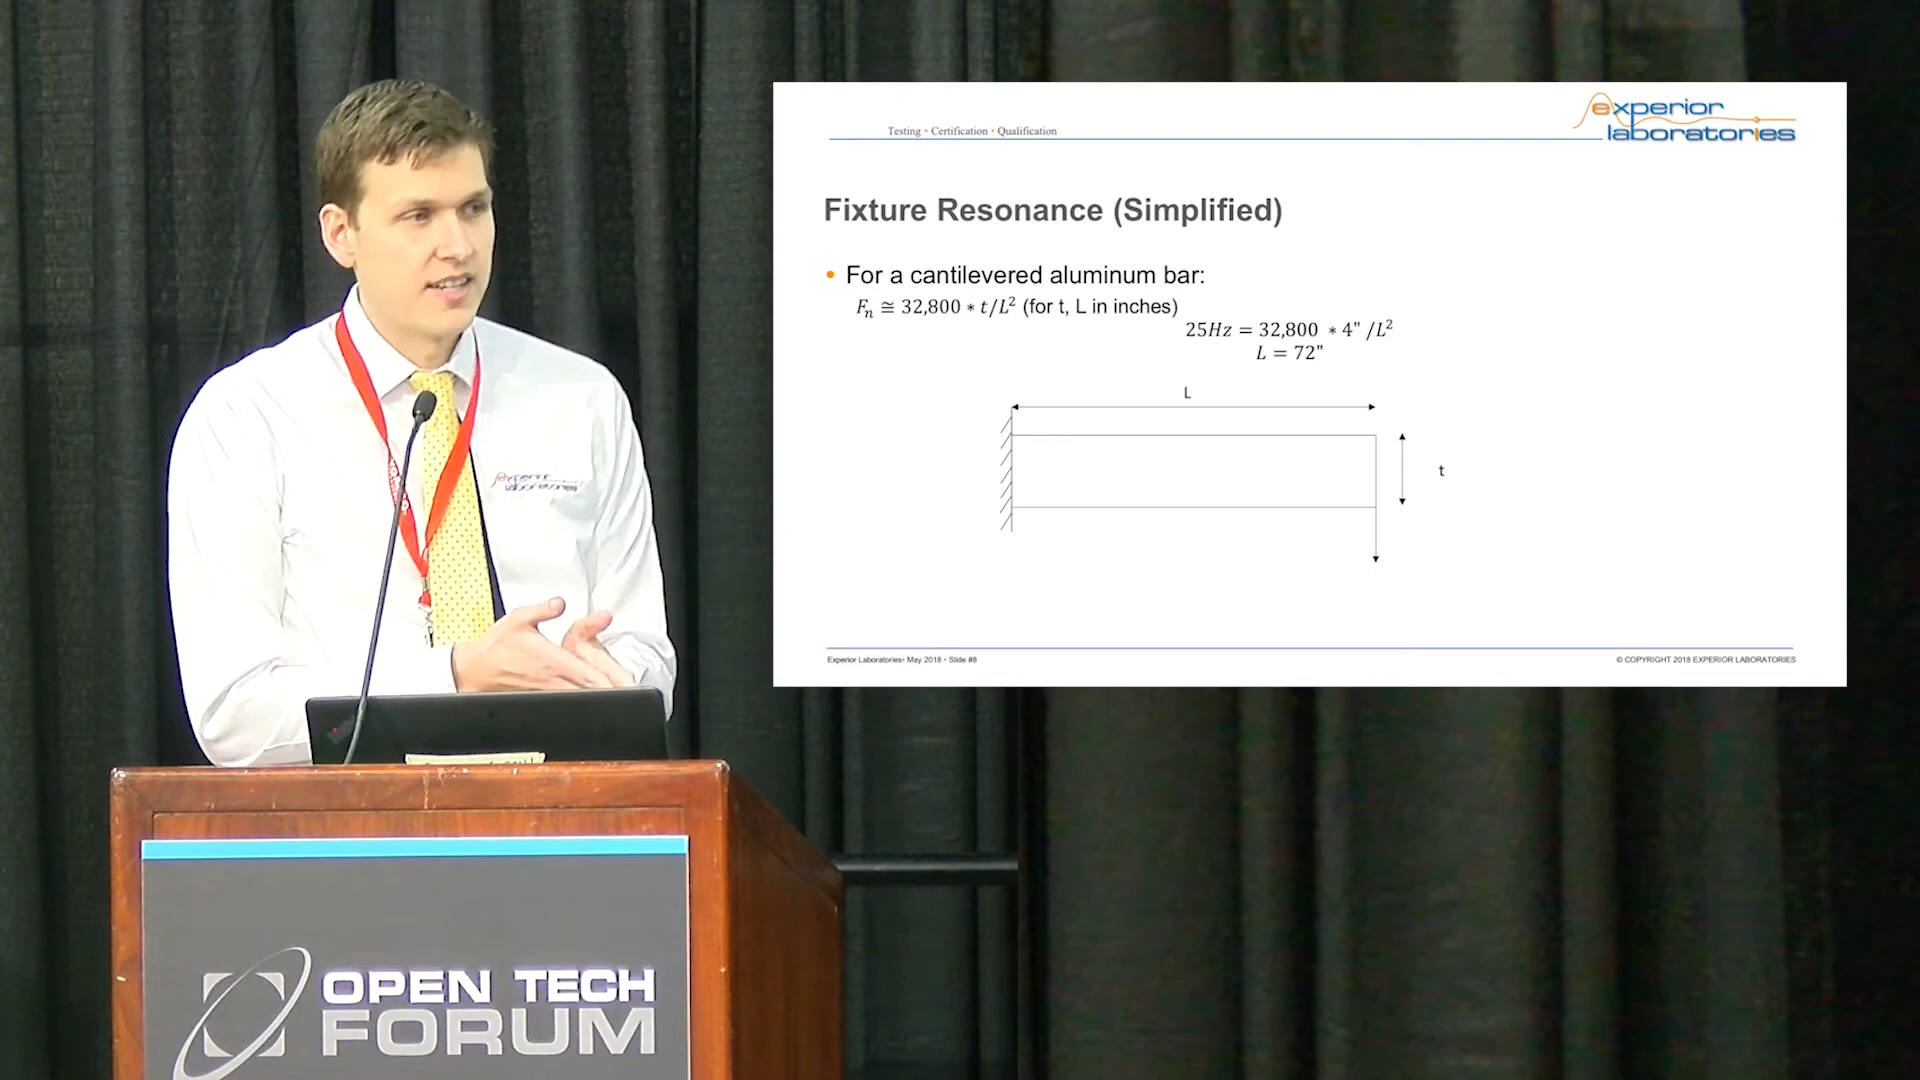 experior
laboratories
Testing • Certification • Qualification
Fixture Resonance (Simplified)
• For a cantilevered aluminum bar:
Fₙ ≅ 32,800 * t/L² (for t, L in inches)
25Hz = 32,800 * 4" /L²
L = 72"
L
t
Experior Laboratories• May 2018 • Slide #8
© COPYRIGHT 2018 EXPERIOR LABORATORIES
experior
laboratories
OPEN TECH
FORUM